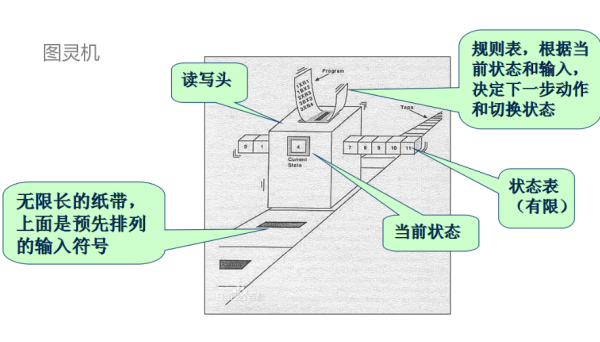 图灵机
规则表，根据当
前状态和输入，
决定下一步动作
和切换状态
读写头
Program
1XR1
1BX2
Tape
0 1 4 7 8 9 10 11
Current
State
状态表
（有限）
无限长的纸带，
上面是预先排列
的输入符号
当前状态